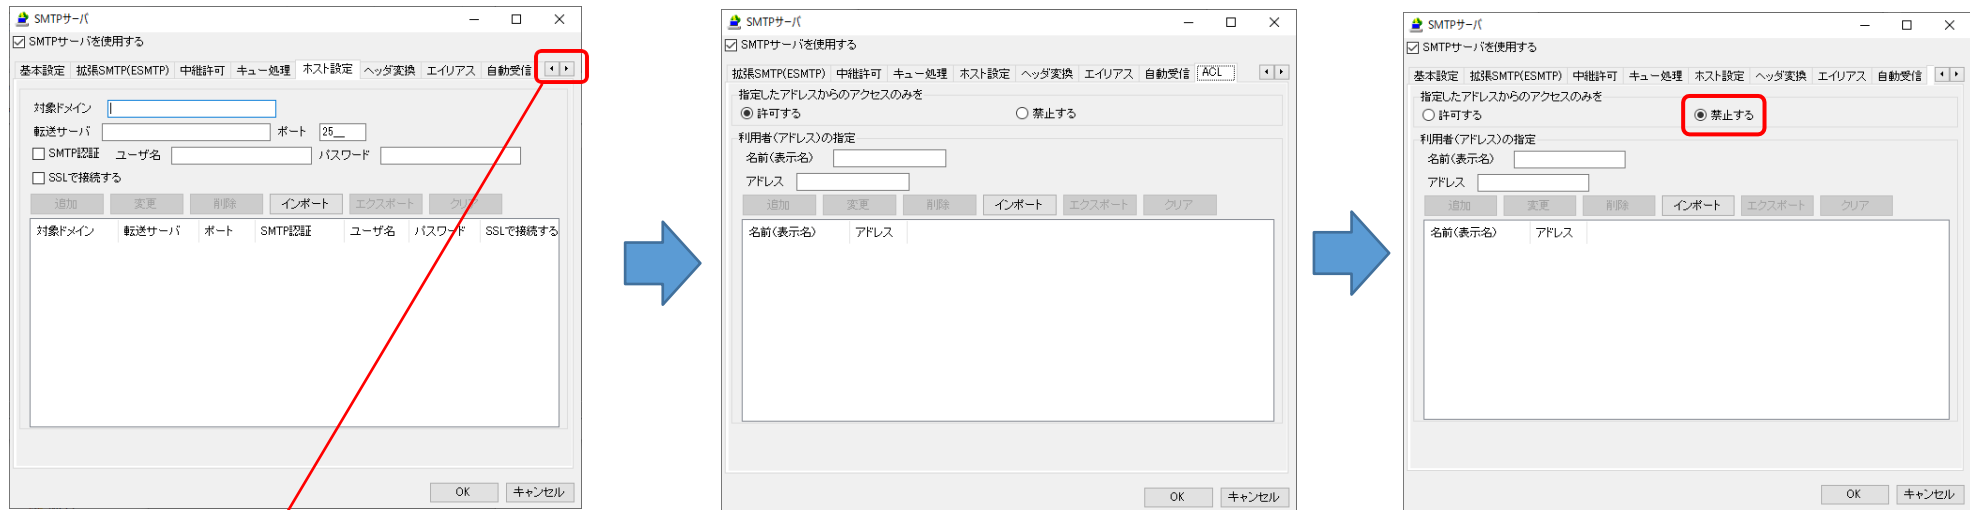 SMTPサーバ
SMTPサーバを使用する
基本設定 拡張SMTP(ESMTP) 中継許可 キュー処理 ホスト設定 ヘッダ変換 エイリアス 自動受信
対象ドメイン
転送サーバ ポート 25__
SMTP認証 ユーザ名 パスワード
SSLで接続する
追加 変更 削除 インポート エクスポート クリア
対象ドメイン 転送サーバ ポート SMTP認証 ユーザ名 パスワード SSLで接続する
OK キャンセル
SMTPサーバ
SMTPサーバを使用する
拡張SMTP(ESMTP) 中継許可 キュー処理 ホスト設定 ヘッダ変換 エイリアス 自動受信 ACL
指定したアドレスからのアクセスのみを
許可する 禁止する
利用者(アドレス)の指定
名前(表示名)
アドレス
追加 変更 削除 インポート エクスポート クリア
名前(表示名) アドレス
OK キャンセル
SMTPサーバ
SMTPサーバを使用する
基本設定 拡張SMTP(ESMTP) 中継許可 キュー処理 ホスト設定 ヘッダ変換 エイリアス 自動受信
指定したアドレスからのアクセスのみを
許可する 禁止する
利用者(アドレス)の指定
名前(表示名)
アドレス
追加 変更 削除 インポート エクスポート クリア
名前(表示名) アドレス
OK キャンセル